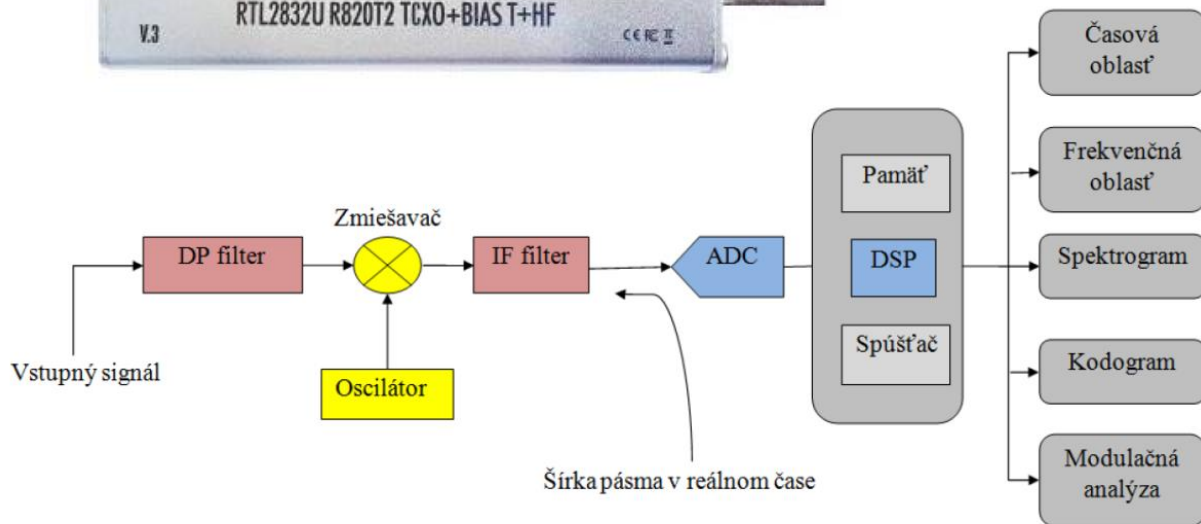 RTL2832U R820T2 TCXO+BIAS T+HF
V.3
CE FC
Časová
oblasť
Frekvenčná
oblasť
Pamäť
Zmiešavač
DP filter
IF filter
ADC
DSP
Spektrogram
Spúšťač
Vstupný signál
Oscilátor
Kodogram
Šírka pásma v reálnom čase
Modulačná
analýza